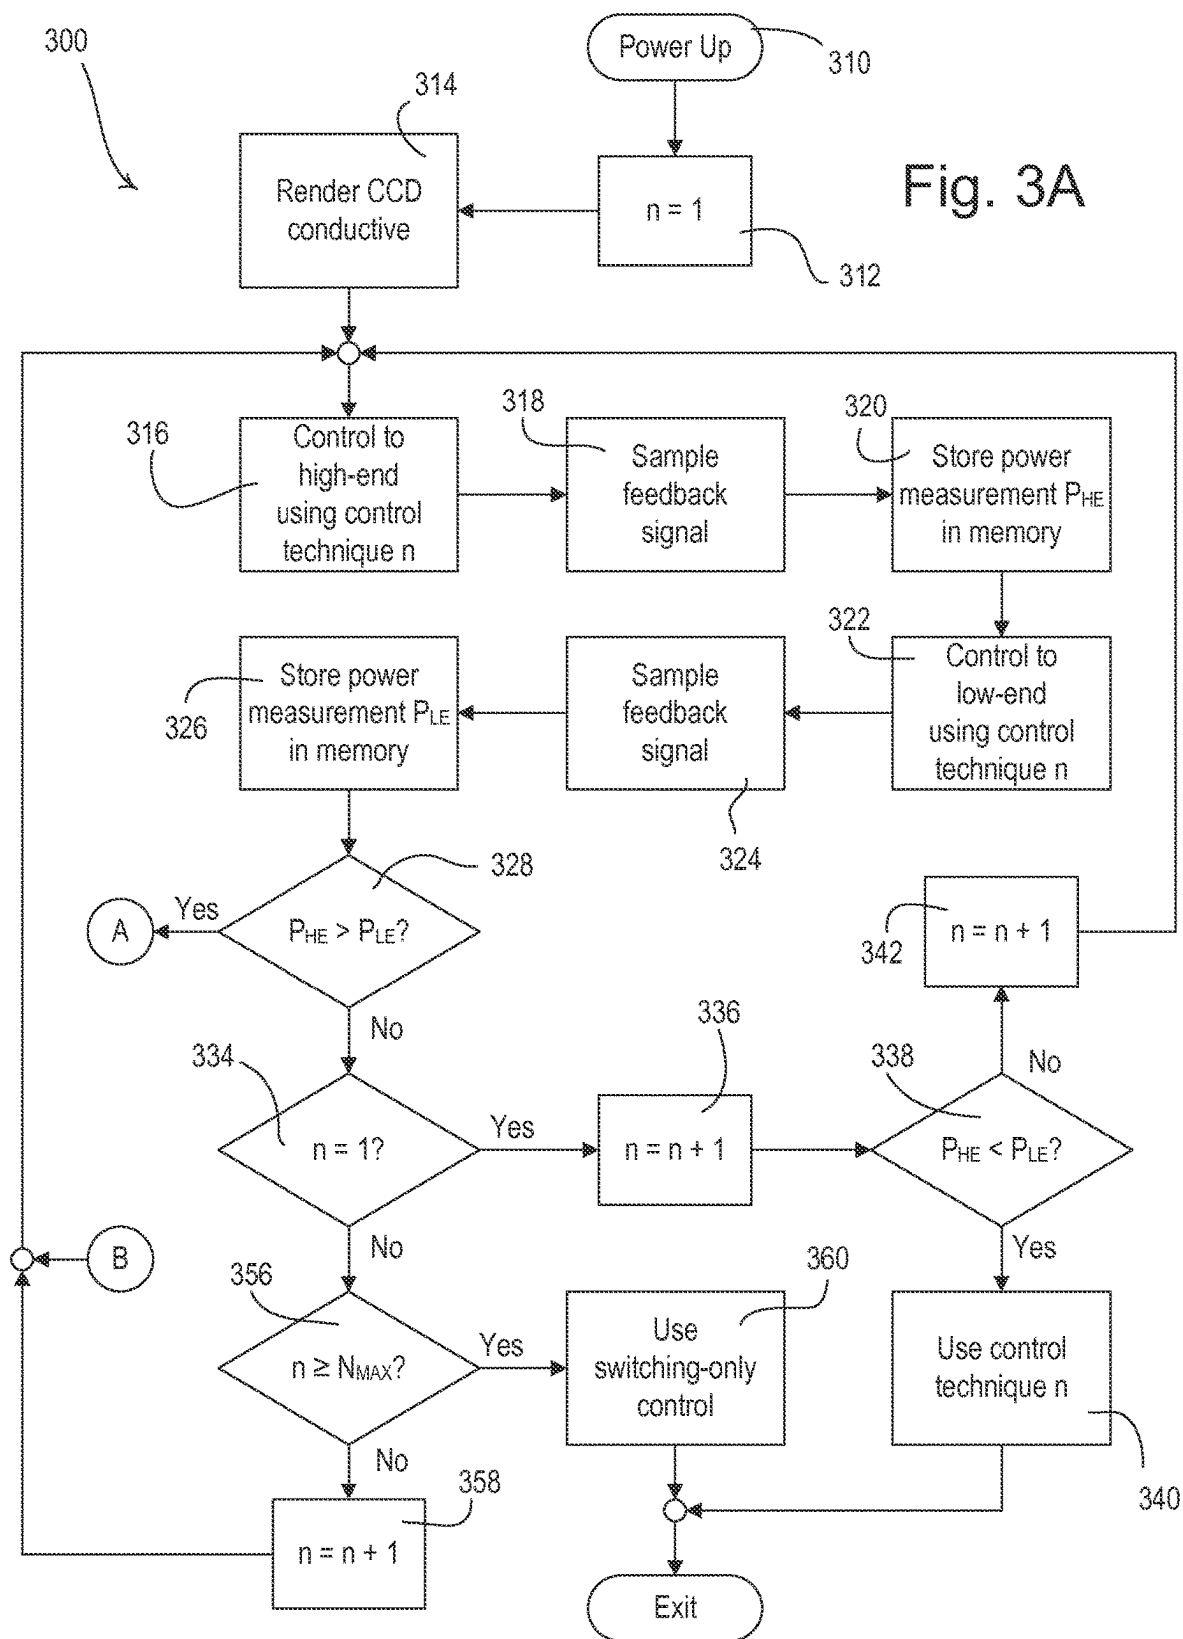 300
Power Up
310
314
Render CCD
conductive
n = 1
312
Fig. 3A
316
Control to
high-end
using control
technique n
318
Sample
feedback
signal
320
Store power
measurement PHE
in memory
322
Control to
low-end
using control
technique n
Sample
feedback
signal
324
Store power
measurement PLE
in memory
326
328
PHE > PLE?
Yes
A
No
334
n = 1?
Yes
336
n = n + 1
338
PHE < PLE?
No
342
n = n + 1
Yes
No
B
356
n ≥ NMAX?
Yes
360
Use
switching-only
control
Use control
technique n
340
No
358
n = n + 1
Exit